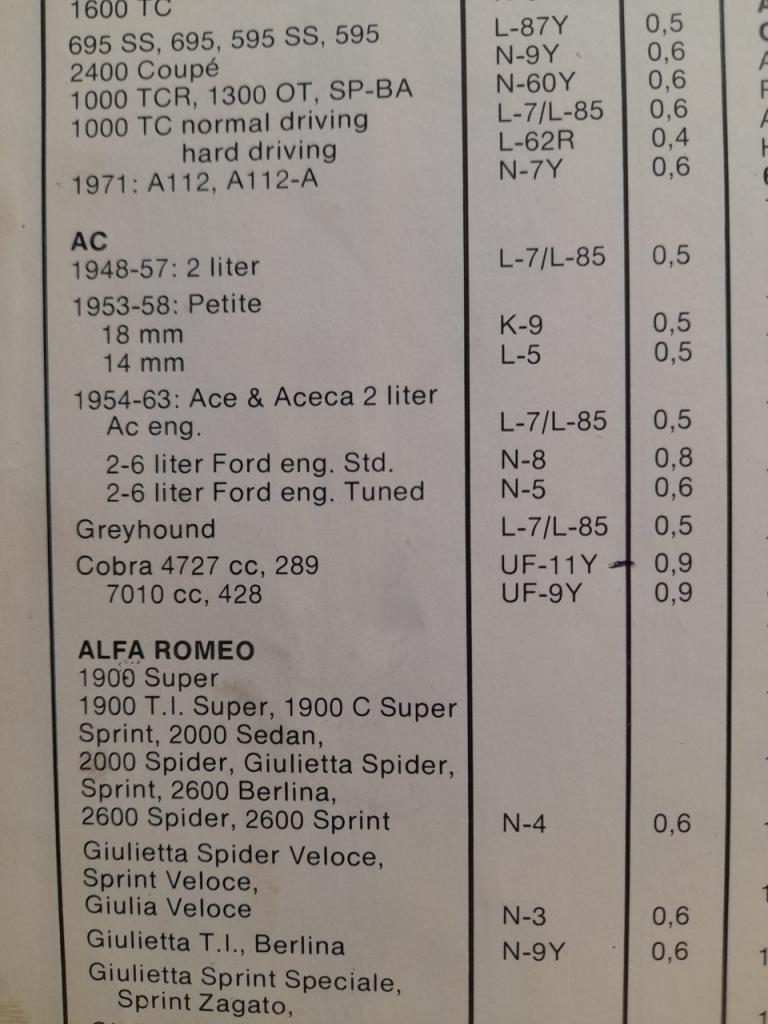 1600 TC
695 SS, 695, 595 SS, 595 L-87Y 0,5
2400 Coupé N-9Y 0,6
1000 TCR, 1300 OT, SP-BA N-60Y 0,6
1000 TC normal driving L-7/L-85 0,6
hard driving L-62R 0,4
1971: A112, A112-A N-7Y 0,6
AC
1948-57: 2 liter L-7/L-85 0,5
1953-58: Petite
18 mm K-9 0,5
14 mm L-5 0,5
1954-63: Ace & Aceca 2 liter
Ac eng. L-7/L-85 0,5
2-6 liter Ford eng. Std. N-8 0,8
2-6 liter Ford eng. Tuned N-5 0,6
Greyhound L-7/L-85 0,5
Cobra 4727 cc, 289 UF-11Y 0,9
7010 cc, 428 UF-9Y 0,9
ALFA ROMEO
1900 Super
1900 T.I. Super, 1900 C Super
Sprint, 2000 Sedan,
2000 Spider, Giulietta Spider,
Sprint, 2600 Berlina,
2600 Spider, 2600 Sprint N-4 0,6
Giulietta Spider Veloce,
Sprint Veloce,
Giulia Veloce N-3 0,6
Giulietta T.I., Berlina N-9Y 0,6
Giulietta Sprint Speciale,
Sprint Zagato,